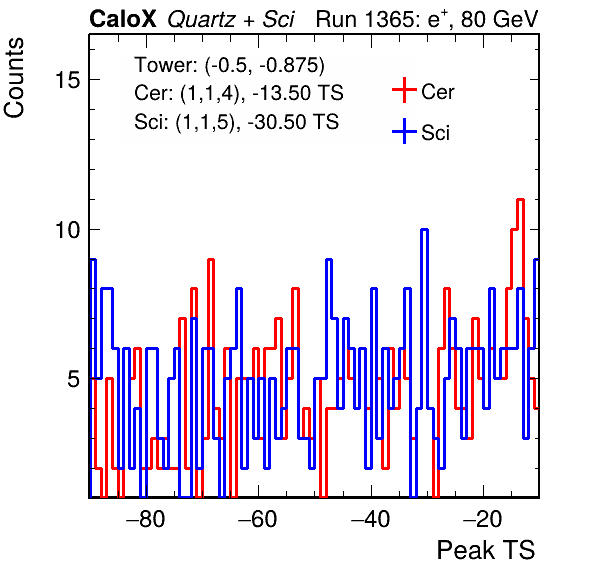 CaloX Quartz + Sci Run 1365: e⁺, 80 GeV
Counts
Tower: (-0.5, -0.875)
Cer: (1,1,4), -13.50 TS
Sci: (1,1,5), -30.50 TS
Cer
Sci
15
10
5
−80 −60 −40 −20
Peak TS